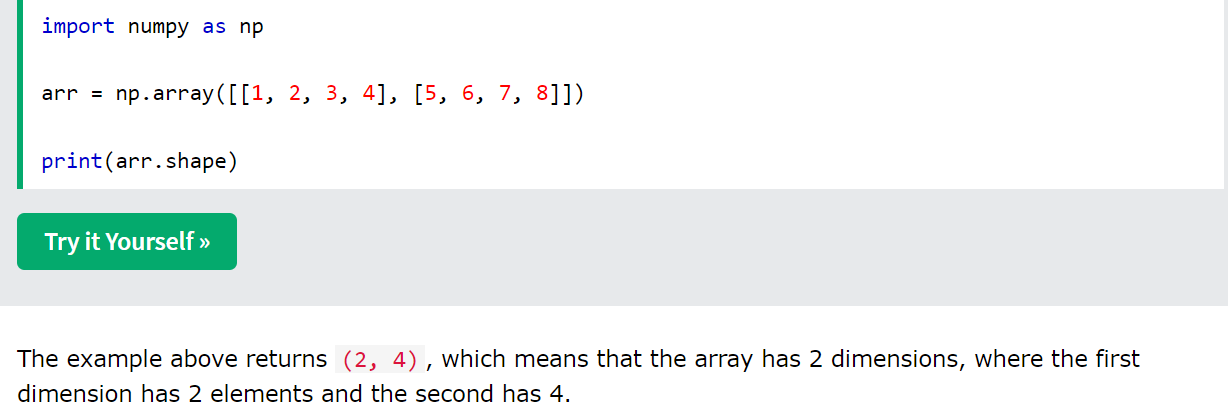 import numpy as np
arr = np.array([[1, 2, 3, 4], [5, 6, 7, 8]])
print(arr.shape)
Try it Yourself »
The example above returns (2, 4), which means that the array has 2 dimensions, where the first
dimension has 2 elements and the second has 4.